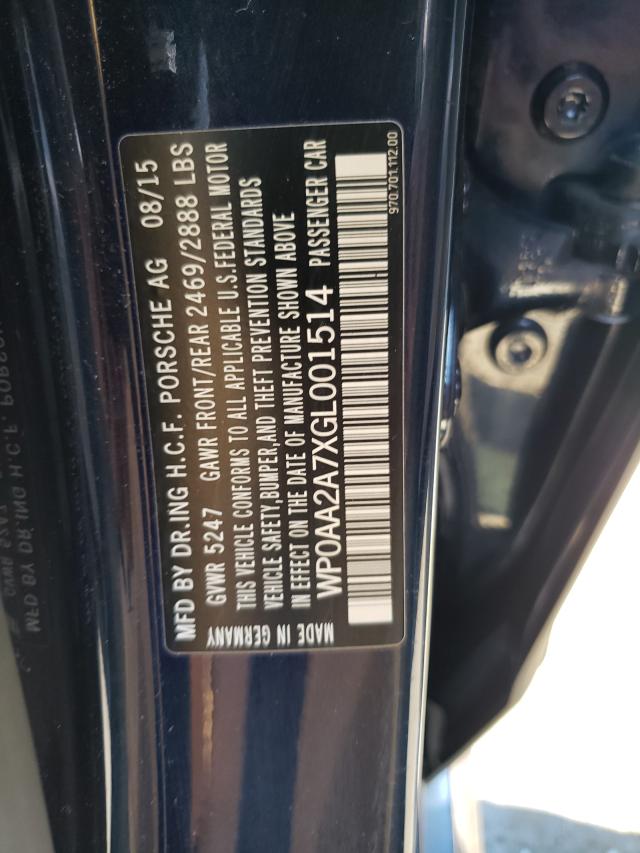 MFD BY DR.ING H.C.F. PORSCHE AG 08/15
GVWR 5247 GAWR FRONT/REAR 2469/2888 LBS
THIS VEHICLE CONFORMS TO ALL APPLICABLE U.S.FEDERAL MOTOR
VEHICLE SAFETY,BUMPER,AND THEFT PREVENTION STANDARDS
IN EFFECT ON THE DATE OF MANUFACTURE SHOWN ABOVE
MADE IN GERMANY WP0AA2A7XGL001514 PASSENGER CAR
970.701.112.00